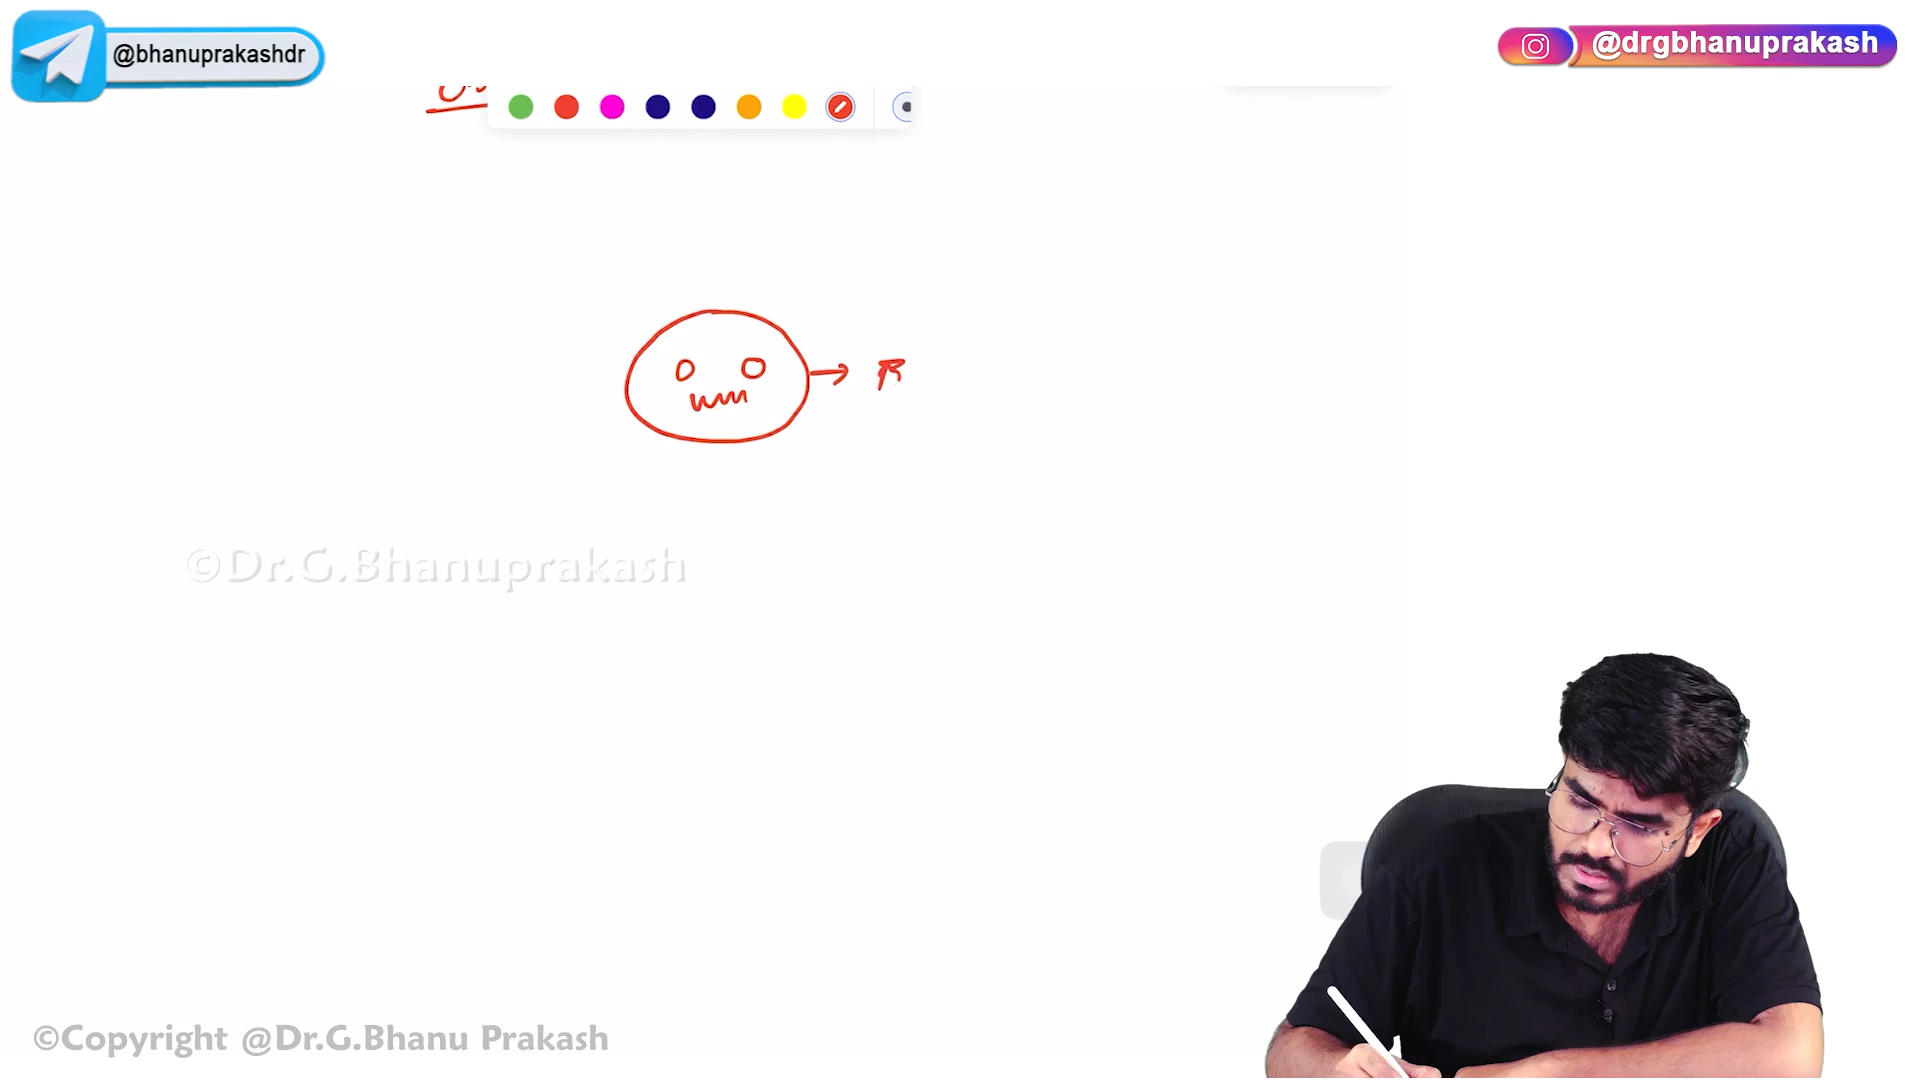 @bhanuprakashdr
@drgbhanuprakash
R
©Dr.G.Bhanuprakash
©Copyright @Dr.G.Bhanu Prakash